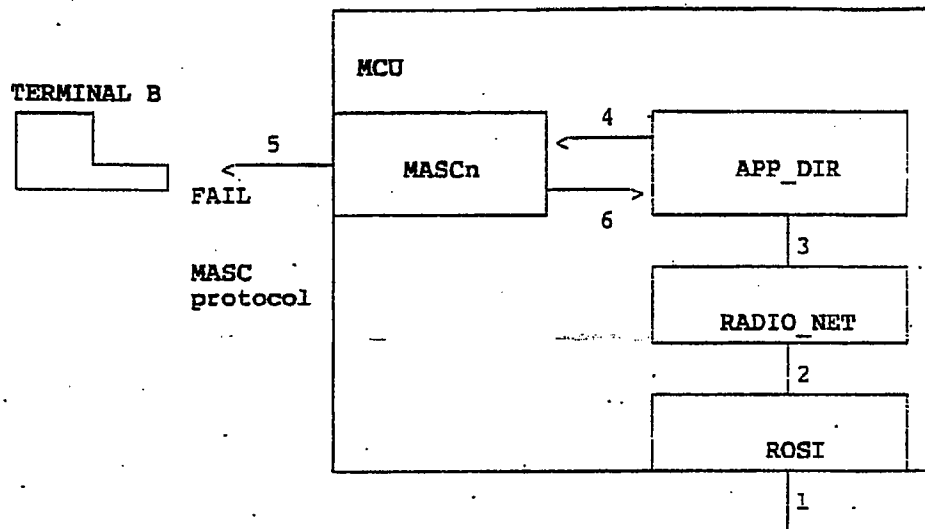 MCU
TERMINAL B
5
FAIL
MASC
protocol
MASCn
4
6
APP_DIR
3
RADIO_NET
2
ROSI
1